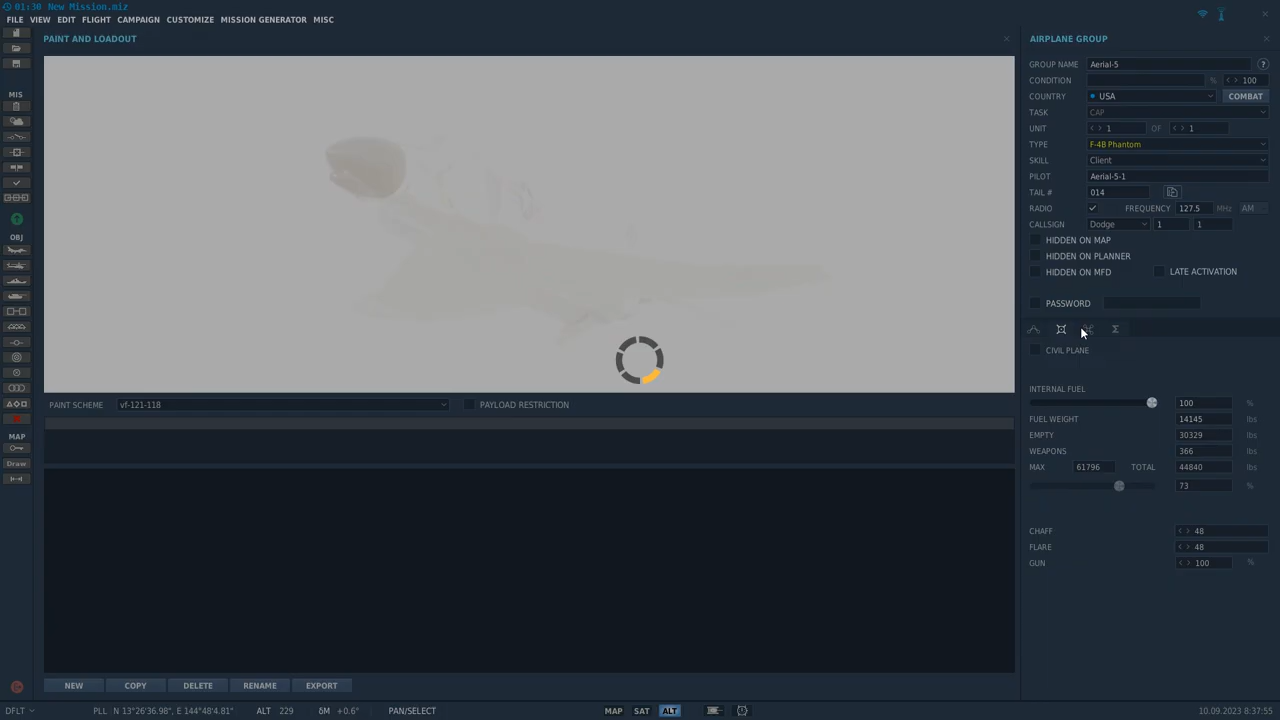 01:30 New Mission.miz
FILE VIEW EDIT FLIGHT CAMPAIGN CUSTOMIZE MISSION GENERATOR MISC
PAINT AND LOADOUT
AIRPLANE GROUP
GROUP NAME Aerial-5 ?
CONDITION % < > 100
COUNTRY USA COMBAT
TASK CAP
UNIT < > 1 OF < > 1
TYPE F-4B Phantom
SKILL Client
PILOT Aerial-5-1
TAIL # 014
RADIO FREQUENCY 127.5 MHz AM
CALLSIGN Dodge 1 1
HIDDEN ON MAP
HIDDEN ON PLANNER
HIDDEN ON MFD LATE ACTIVATION
PASSWORD
Σ
CIVIL PLANE
INTERNAL FUEL
100 %
FUEL WEIGHT 14145 lbs
EMPTY 30329 lbs
WEAPONS 366 lbs
MAX 61796 TOTAL 44840 lbs
73 %
CHAFF < > 48
FLARE < > 48
GUN < > 100 %
MIS
OBJ
MAP
Draw
PAINT SCHEME vf-121-118 PAYLOAD RESTRICTION
NEW COPY DELETE RENAME EXPORT
DFLT PLL N 13°26'36.98", E 144°48'4.81" ALT 229 δM +0.6° PAN/SELECT MAP SAT ALT 10.09.2023 8:37:55